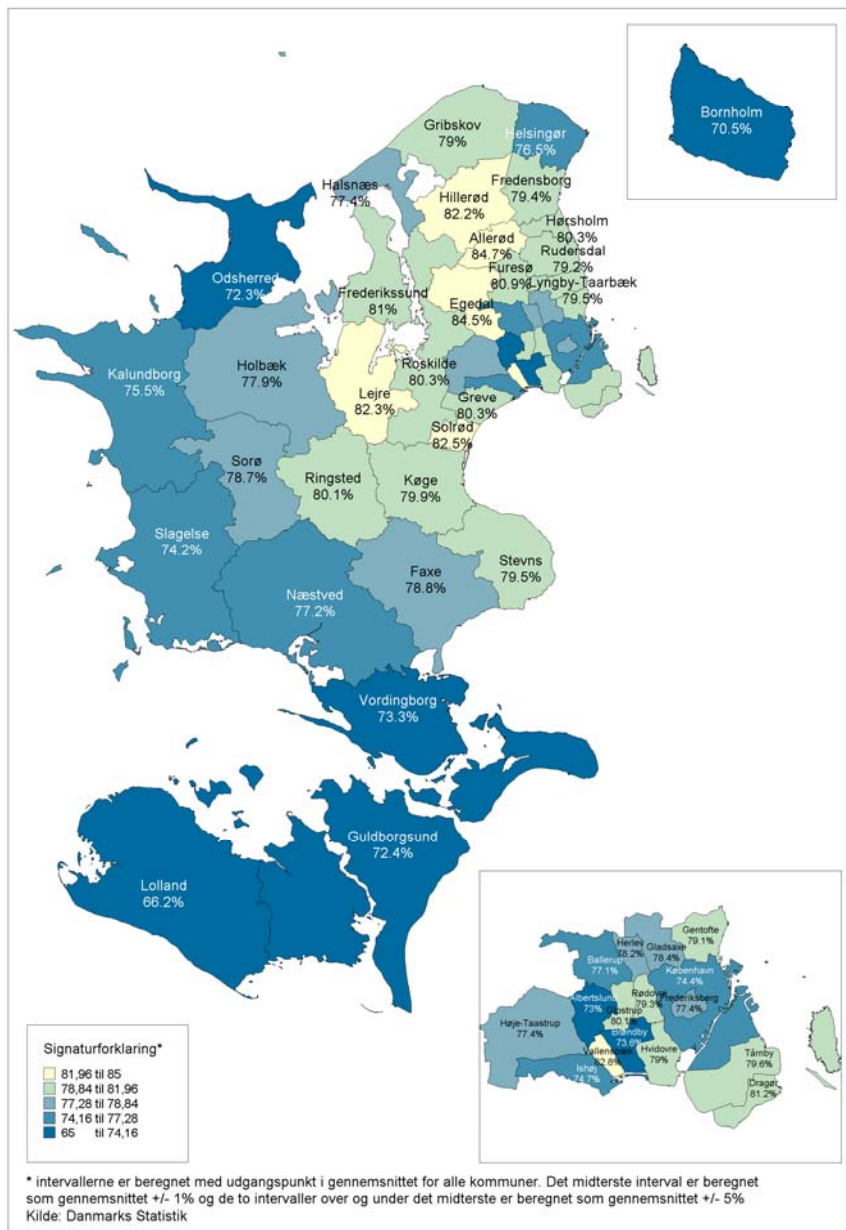 Bornholm
70.5%
Gribskov
79%
Helsingør
76.5%
Halsnæs
77.4%
Hillerød
82.2%
Fredensborg
79.4%
Hørsholm
80.3%
Allerød
84.7%
Rudersdal
79.2%
Furesø
80.9%
Lyngby-Taarbæk
79.5%
Odsherred
72.3%
Frederikssund
81%
Egedal
84.5%
Kalundborg
75.5%
Holbæk
77.9%
Roskilde
80.3%
Lejre
82.3%
Greve
80.3%
Solrød
82.5%
Sorø
78.7%
Ringsted
80.1%
Køge
79.9%
Slagelse
74.2%
Stevns
79.5%
Faxe
78.8%
Næstved
77.2%
Vordingborg
73.3%
Guldborgsund
72.4%
Lolland
66.2%
Gentofte
79.1%
Herlev
78.2%
Gladsaxe
78.4%
Ballerup
77.1%
København
74.4%
Albertslund
73%
Rødovre
79.3%
Frederiksberg
77.4%
Glostrup
80.1%
Høje-Taastrup
77.4%
Brøndby
73.6%
Vallensbæk
82.8%
Hvidovre
79%
Ishøj
74.7%
Tårnby
79.6%
Dragør
81.2%
Signaturforklaring*
81,96 til 85
78,84 til 81,96
77,28 til 78,84
74,16 til 77,28
65 til 74,16
* intervallerne er beregnet med udgangspunkt i gennemsnittet for alle kommuner. Det midterste interval er beregnet
som gennemsnittet +/- 1% og de to intervaller over og under det midterste er beregnet som gennemsnittet +/- 5%
Kilde: Danmarks Statistik